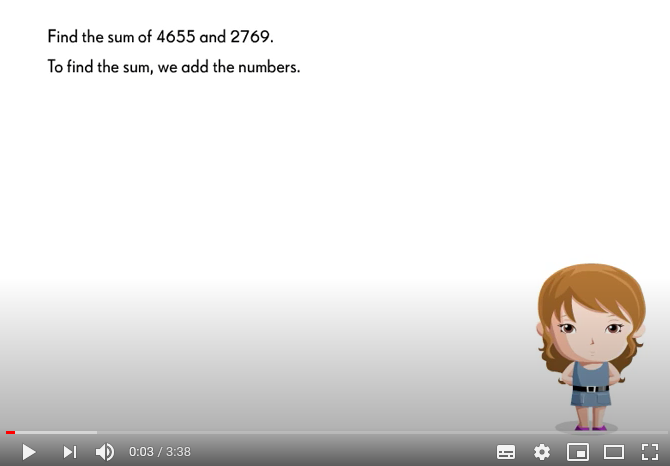 Find the sum of 4655 and 2769.
To find the sum, we add the numbers.
0:03 / 3:38